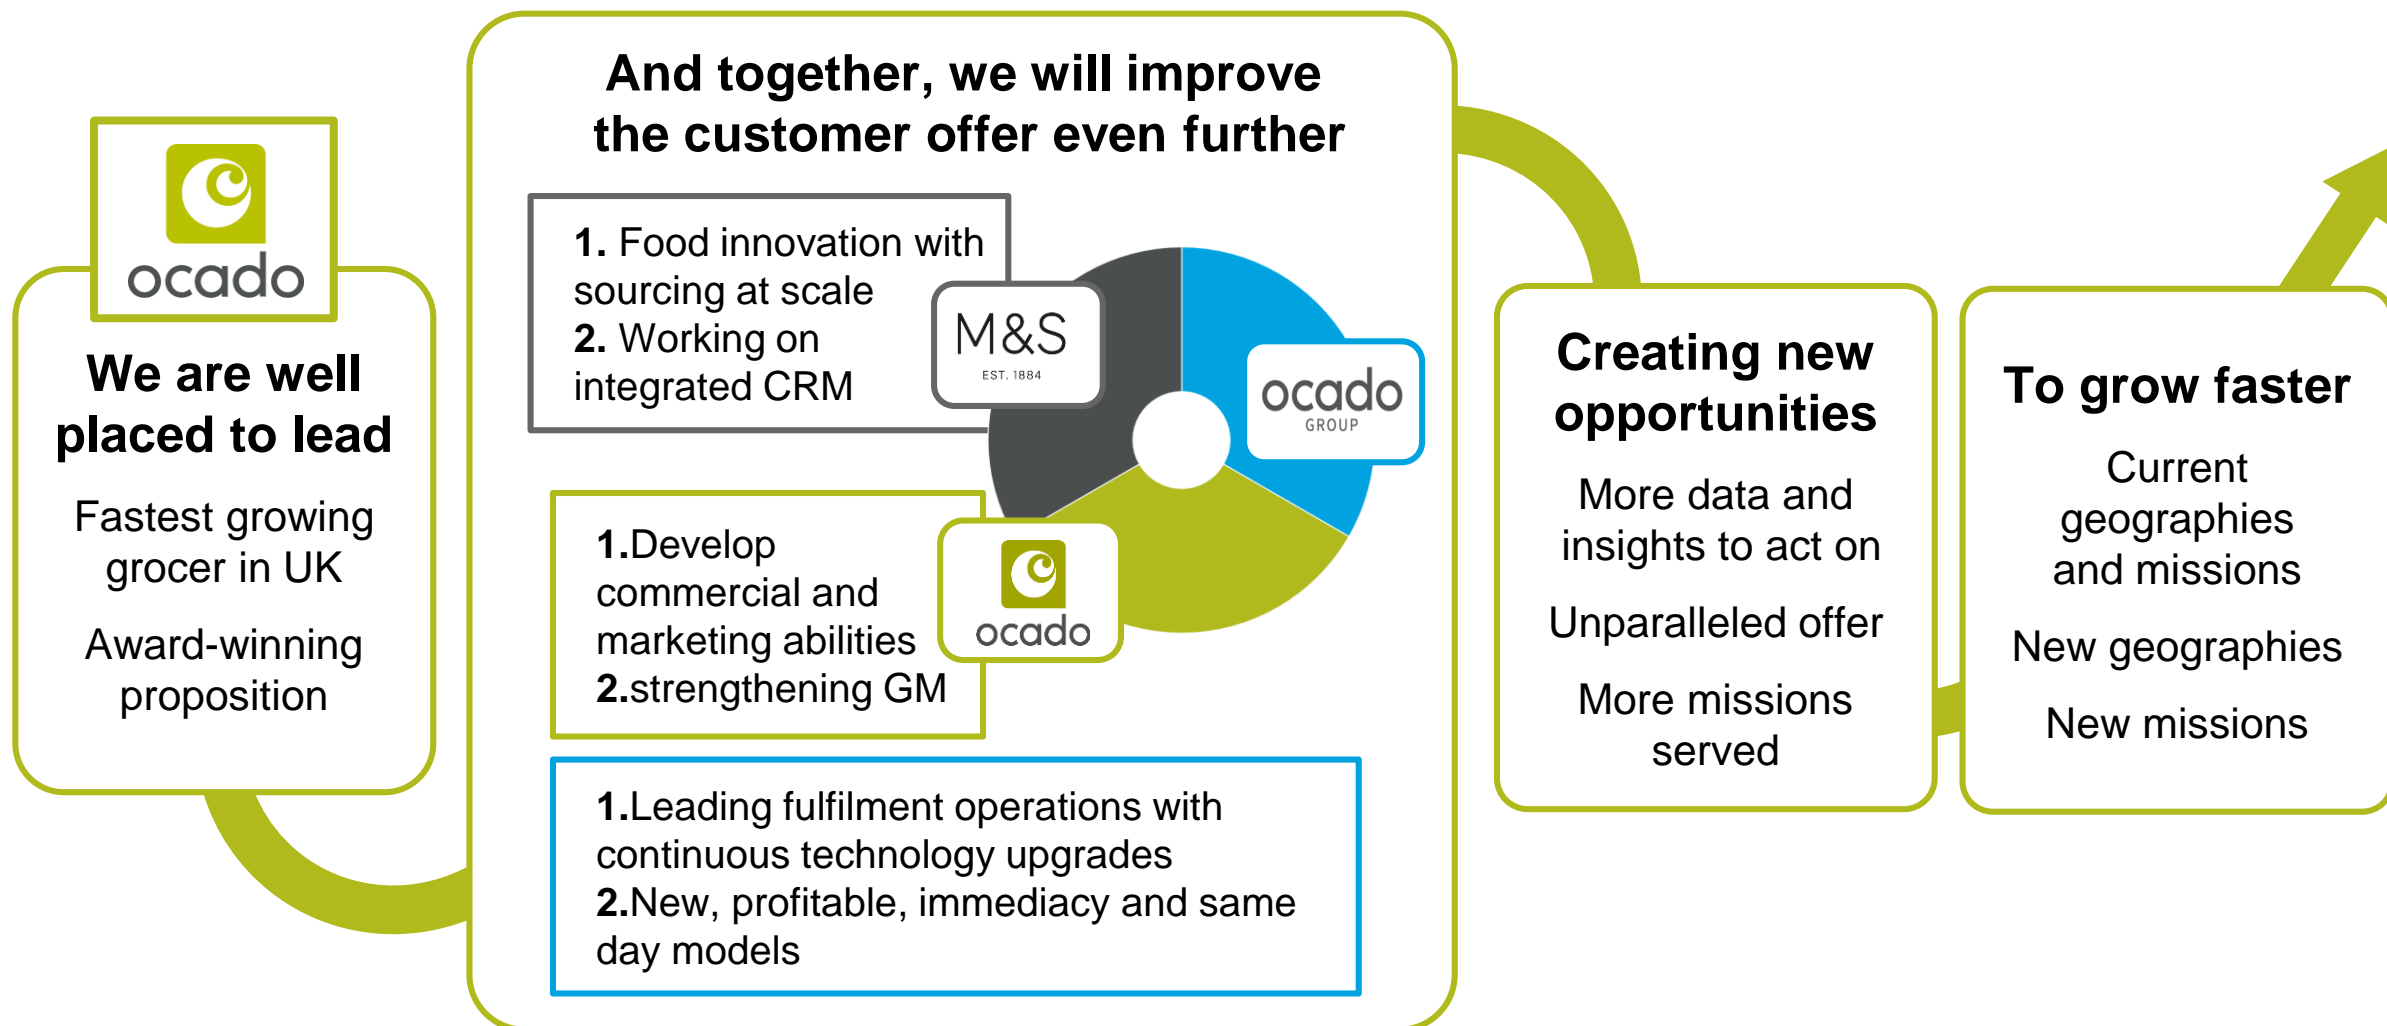 ocado
We are well
placed to lead
Fastest growing
grocer in UK
Award-winning
proposition
And together, we will improve
the customer offer even further
1. Food innovation with
sourcing at scale
2. Working on
integrated CRM
M&S
EST. 1884
ocado
GROUP
1.Develop
commercial and
marketing abilities
2.strengthening GM
ocado
1.Leading fulfilment operations with
continuous technology upgrades
2.New, profitable, immediacy and same
day models
Creating new
opportunities
More data and
insights to act on
Unparalleled offer
More missions
served
To grow faster
Current
geographies
and missions
New geographies
New missions